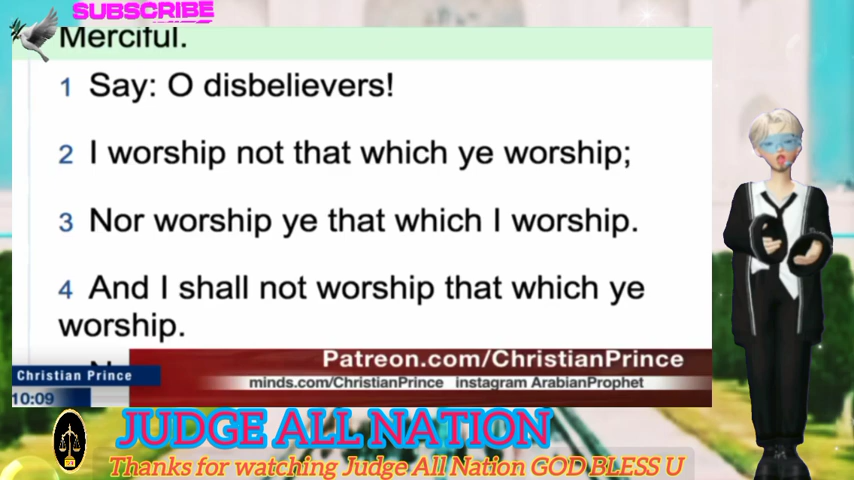 SUBSCRIBE
Merciful.
1 Say: O disbelievers!
2 I worship not that which ye worship;
3 Nor worship ye that which I worship.
4 And I shall not worship that which ye
worship.
Patreon.com/ChristianPrince
Christian Prince
minds.com/ChristianPrince instagram ArabianProphet
10:09
JUDGE ALL NATION
Thanks for watching Judge All Nation GOD BLESS U